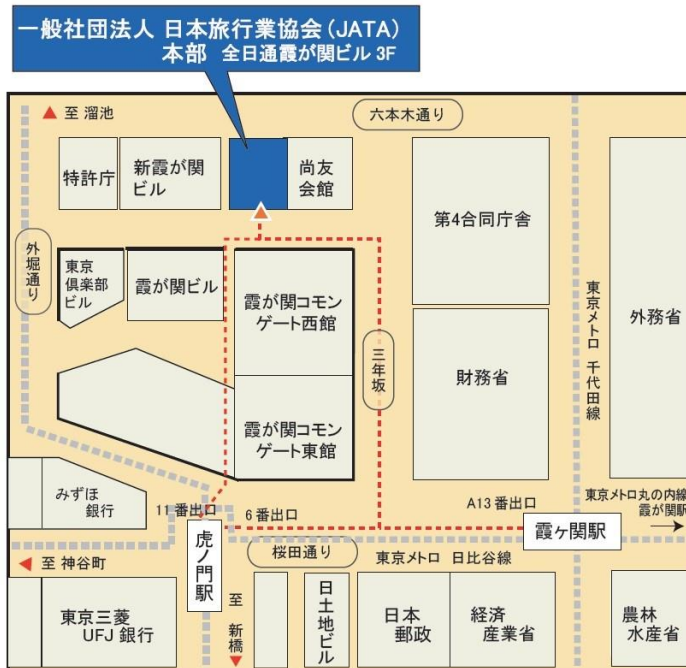 一般社団法人 日本旅行業協会(JATA)
本部 全日通霞が関ビル 3F
至 溜池
六本木通り
特許庁
新霞が関
ビル
尚友
会館
第4合同庁舎
外堀通り
東京
倶楽部
ビル
霞が関ビル
霞が関コモン
ゲート西館
三年坂
財務省
東京メトロ 千代田線
外務省
霞が関コモン
ゲート東館
みずほ
銀行
11番出口
6番出口
A13番出口
東京メトロ丸の内線
霞が関駅
虎ノ門駅
霞ヶ関駅
桜田通り
東京メトロ 日比谷線
至 神谷町
東京三菱
UFJ 銀行
至 新橋
日土地ビル
日本
郵政
経済
産業省
農林
水産省